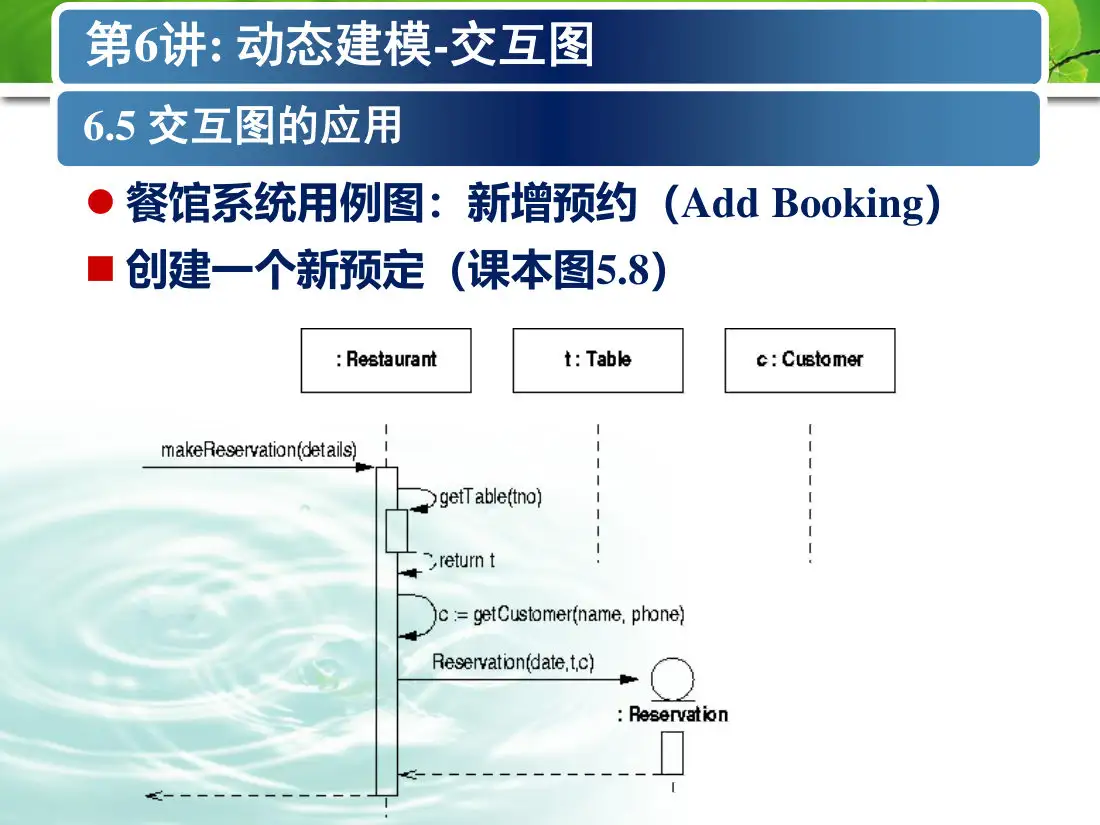 第6讲: 动态建模-交互图
6.5 交互图的应用
餐馆系统用例图：新增预约（Add Booking）
创建一个新预定（课本图5.8）
: Restaurant
t : Table
c : Customer
makeReservation(details)
getTable(tno)
return t
c := getCustomer(name, phone)
Reservation(date,t,c)
: Reservation